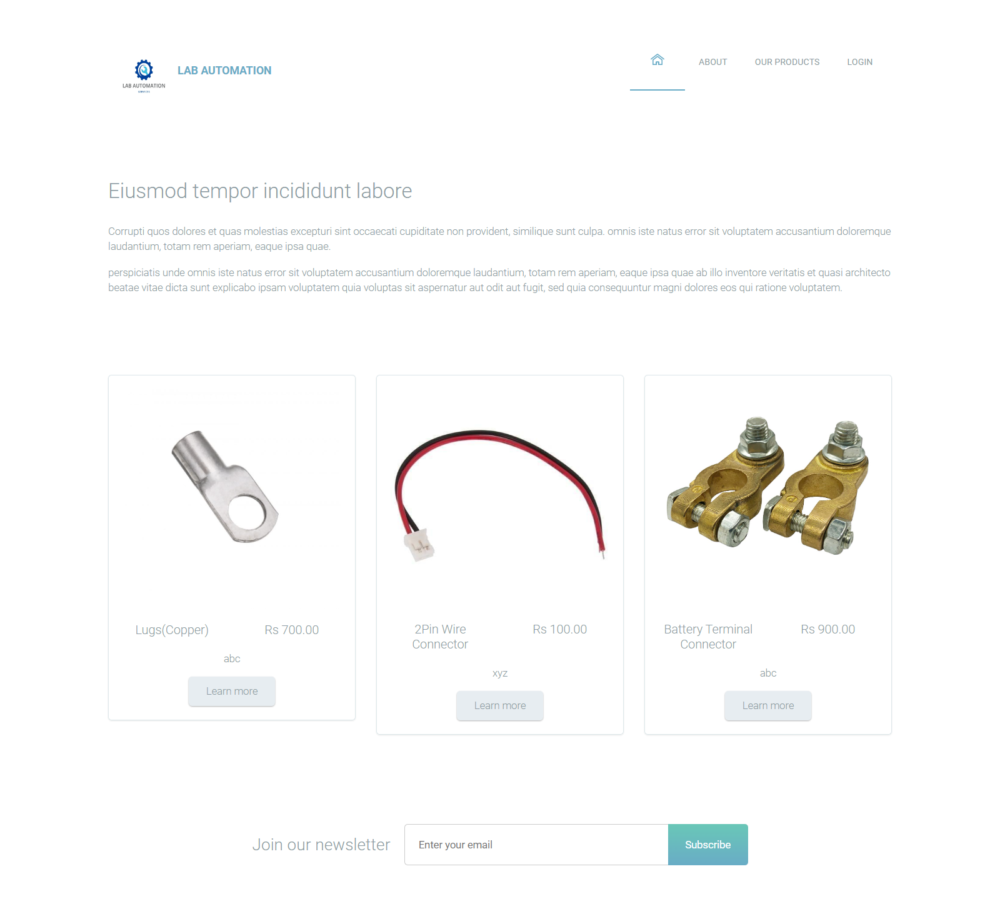 LAB AUTOMATION
SERVICES
LAB AUTOMATION
ABOUT
OUR PRODUCTS
LOGIN
Eiusmod tempor incididunt labore
Corrupti quos dolores et quas molestias excepturi sint occaecati cupiditate non provident, similique sunt culpa. omnis iste natus error sit voluptatem accusantium doloremque
laudantium, totam rem aperiam, eaque ipsa quae.
perspiciatis unde omnis iste natus error sit voluptatem accusantium doloremque laudantium, totam rem aperiam, eaque ipsa quae ab illo inventore veritatis et quasi architecto
beatae vitae dicta sunt explicabo ipsam voluptatem quia voluptas sit aspernatur aut odit aut fugit, sed quia consequuntur magni dolores eos qui ratione voluptatem.
Lugs(Copper)
Rs 700.00
abc
Learn more
2Pin Wire
Connector
Rs 100.00
xyz
Learn more
Battery Terminal
Connector
Rs 900.00
abc
Learn more
Join our newsletter
Enter your email
Subscribe